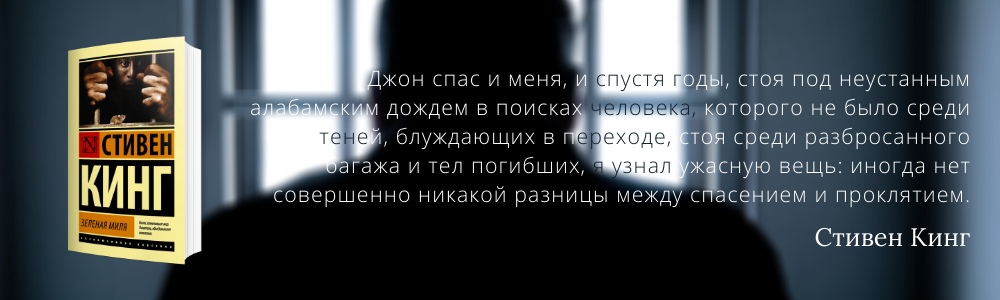 СТИВЕН
КИНГ
ЗЕЛЕНАЯ МИЛЯ
Джон спас и меня, и спустя годы, стоя под неустанным
алабамским дождем в поисках человека, которого не было среди
теней, блуждающих в переходе, стоя среди разбросанного
багажа и тел погибших, я узнал ужасную вещь: иногда нет
совершенно никакой разницы между спасением и проклятием.
Стивен Кинг